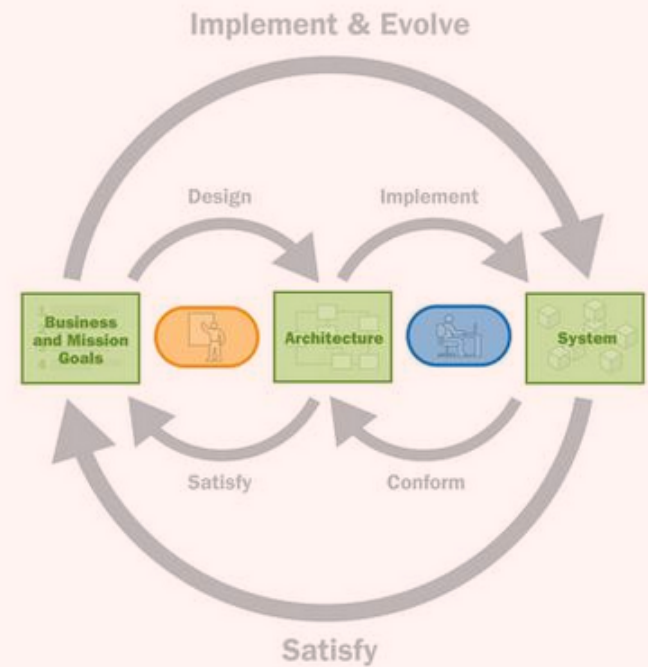 Implement & Evolve
Design
Implement
Business
and Mission
Goals
Architecture
System
Satisfy
Conform
Satisfy